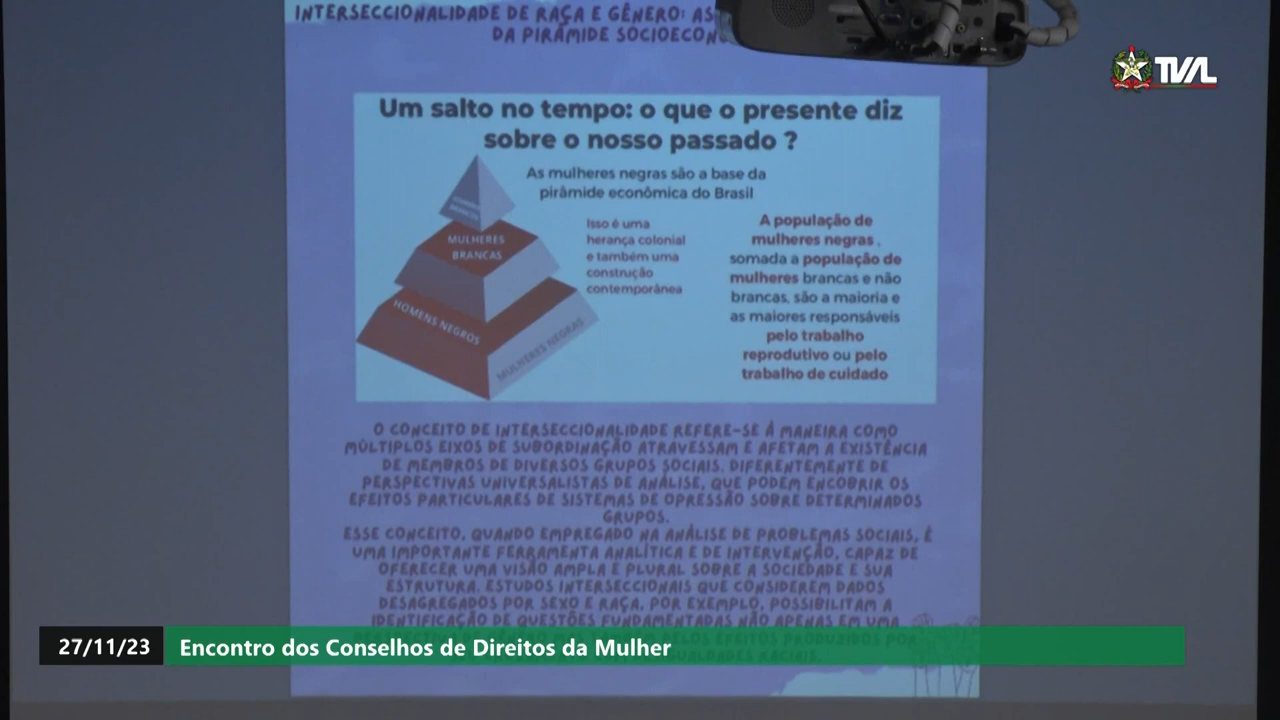 INTERSECCIONALIDADE DE RAÇA E GÊNERO: AS
DA PIRÂMIDE SOCIOECON
TVAL
Um salto no tempo: o que o presente diz
sobre o nosso passado ?
As mulheres negras são a base da
pirâmide econômica do Brasil
MULHERES
BRANCAS
HOMENS NEGROS
MULHERES NEGRAS
Isso é uma
herança colonial
e também uma
construção
contemporânea
A população de
mulheres negras ,
somada a população de
mulheres brancas e não
brancas, são a maioria e
as maiores responsáveis
pelo trabalho
reprodutivo ou pelo
trabalho de cuidado
O CONCEITO DE INTERSECCIONALIDADE REFERE-SE À MANEIRA COMO
MÚLTIPLOS EIXOS DE SUBORDINAÇÃO ATRAVESSAM E AFETAM A EXISTÊNCIA
DE MEMBROS DE DIVERSOS GRUPOS SOCIAIS. DIFERENTEMENTE DE
PERSPECTIVAS UNIVERSALISTAS DE ANÁLISE, QUE PODEM ENCOBRIR OS
EFEITOS PARTICULARES DE SISTEMAS DE OPRESSÃO SOBRE DETERMINADOS
GRUPOS.
ESSE CONCEITO, QUANDO EMPREGADO NA ANÁLISE DE PROBLEMAS SOCIAIS, É
UMA IMPORTANTE FERRAMENTA ANALÍTICA E DE INTERVENÇÃO, CAPAZ DE
OFERECER UMA VISÃO AMPLA E PLURAL SOBRE A SOCIEDADE E SUA
ESTRUTURA. ESTUDOS INTERSECCIONAIS QUE CONSIDEREM DADOS
DESAGREGADOS POR SEXO E RAÇA, POR EXEMPLO, POSSIBILITAM A
IDENTIFICAÇÃO DE QUESTÕES FUNDAMENTADAS NÃO APENAS EM UMA
PELOS EFEITOS PRODUZIDOS POR
27/11/23 Encontro dos Conselhos de Direitos da Mulher